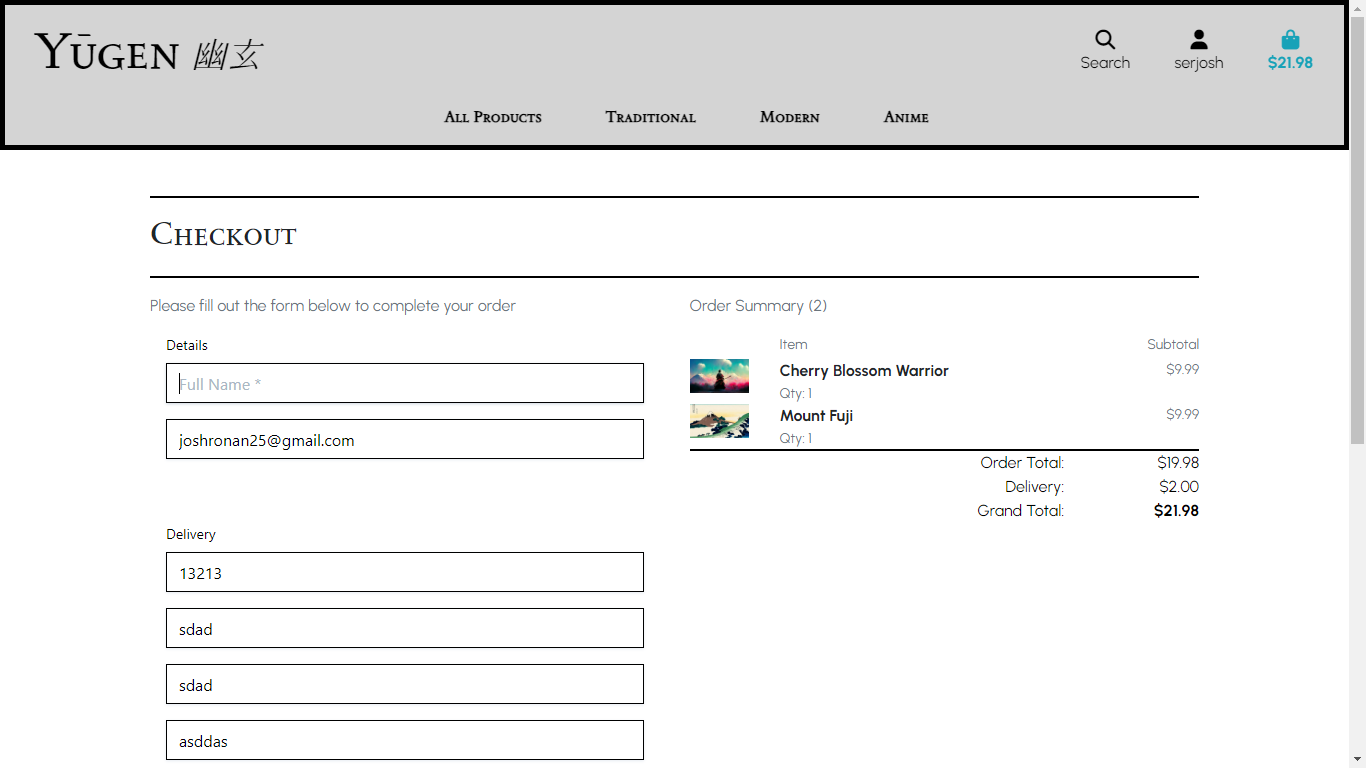 Yūgen 幽玄
Search
serjosh
$21.98
All Products Traditional Modern Anime
Checkout
Please fill out the form below to complete your order
Details
Full Name *
joshronan25@gmail.com
Delivery
13213
sdad
sdad
asddas
Order Summary (2)
Item Subtotal
Cherry Blossom Warrior $9.99
Qty: 1
Mount Fuji $9.99
Qty: 1
Order Total: $19.98
Delivery: $2.00
Grand Total: $21.98